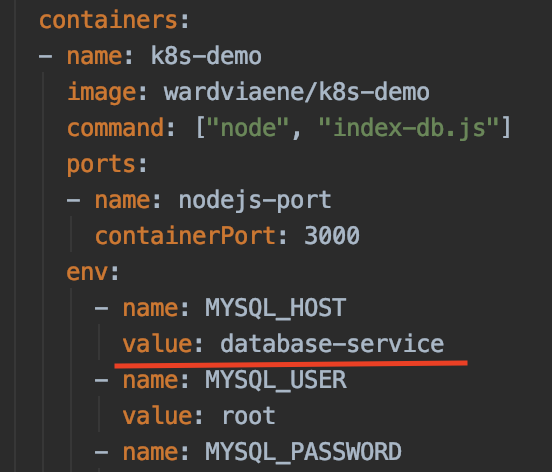 containers:
- name: k8s-demo
image: wardviaene/k8s-demo
command: ["node", "index-db.js"]
ports:
- name: nodejs-port
containerPort: 3000
env:
- name: MYSQL_HOST
value: database-service
- name: MYSQL_USER
value: root
- name: MYSQL_PASSWORD